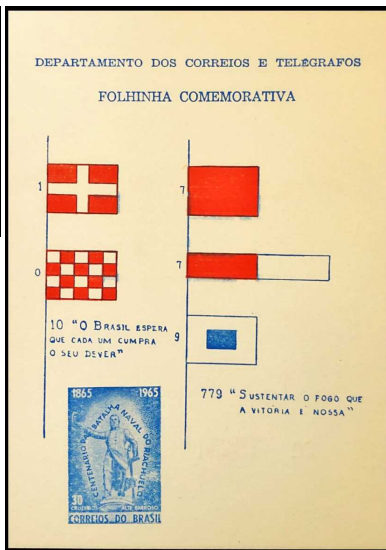 DEPARTAMENTO DOS CORREIOS E TELÉGRAFOS
FOLHINHA COMEMORATIVA
1
0
10 "O BRASIL ESPERA
QUE CADA UM CUMPRA
O SEU DEVER"
7
7
9
779 "SUSTENTAR O FOGO QUE
A VITORIA É NOSSA"
1865 1965
CENTENÁRIO DA BATALHA NAVAL DO RIACHUELO
30
CRUZEIROS ALTE BARROSO
CORREIOS DO BRASIL